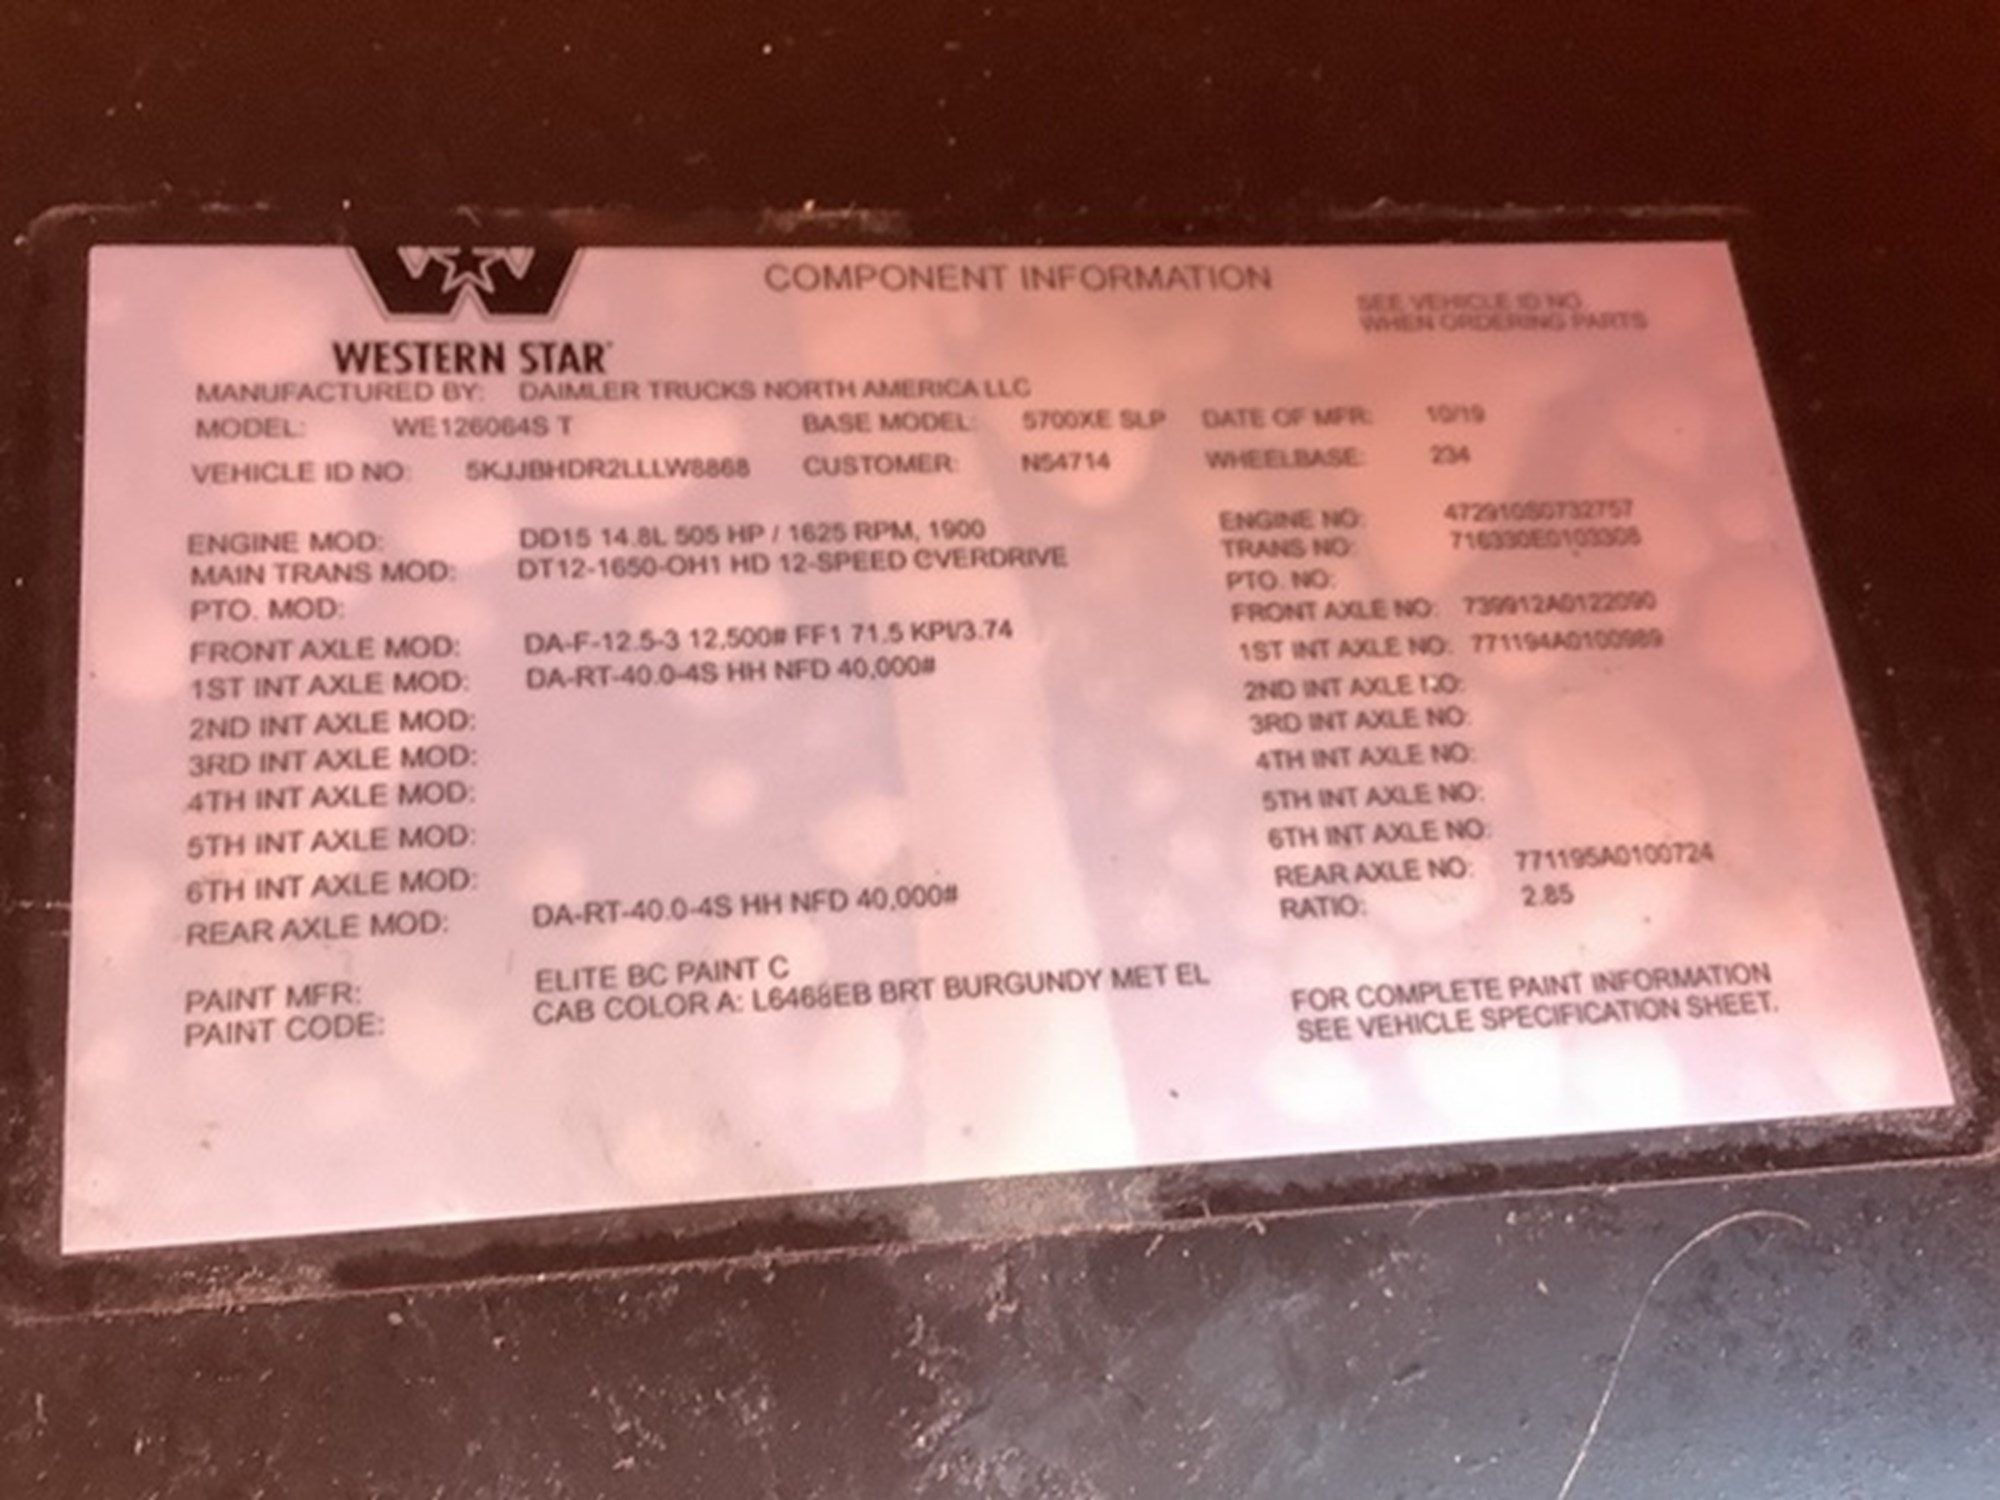 COMPONENT INFORMATION
SEE VEHICLE ID NO.
WHEN ORDERING PARTS
WESTERN STAR
MANUFACTURED BY: DAIMLER TRUCKS NORTH AMERICA LLC
MODEL: WE126064S T BASE MODEL: 5700XE SLP DATE OF MFR: 10/19
VEHICLE ID NO: 5KJJBHDR2LLLW8868 CUSTOMER: N54714 WHEELBASE: 234
ENGINE MOD: DD15 14.8L 505 HP / 1625 RPM, 1900 ENGINE NO: 472910S0732757
MAIN TRANS MOD: DT12-1650-OH1 HD 12-SPEED OVERDRIVE TRANS NO: 716330E0103308
PTO. MOD: PTO. NO:
FRONT AXLE MOD: DA-F-12.5-3 12,500# FF1 71.5 KPI/3.74 FRONT AXLE NO: 739912A0122090
1ST INT AXLE MOD: DA-RT-40.0-4S HH NFD 40,000# 1ST INT AXLE NO: 771194A0100989
2ND INT AXLE MOD: 2ND INT AXLE NO:
3RD INT AXLE MOD: 3RD INT AXLE NO:
4TH INT AXLE MOD: 4TH INT AXLE NO:
5TH INT AXLE MOD: 5TH INT AXLE NO:
6TH INT AXLE MOD: 6TH INT AXLE NO:
REAR AXLE MOD: DA-RT-40.0-4S HH NFD 40,000# REAR AXLE NO: 771195A0100724
RATIO: 2.85
PAINT MFR: ELITE BC PAINT C
PAINT CODE: CAB COLOR A: L6468EB BRT BURGUNDY MET EL
FOR COMPLETE PAINT INFORMATION
SEE VEHICLE SPECIFICATION SHEET.